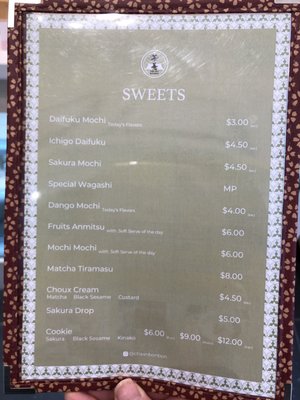 SWEETS
Daifuku Mochi Today's Flavors $3.00
Ichigo Daifuku $4.50
Sakura Mochi $4.50
Special Wagashi MP
Dango Mochi Today's Flavors $4.00
Fruits Anmitsu with Soft Serve of the day $6.00
Mochi Mochi with Soft Serve of the day $6.00
Matcha Tiramasu $8.00
Choux Cream $4.50
Matcha Black Sesame Custard
Sakura Drop $5.00
Cookie $6.00 $9.00 $12.00
Sakura Black Sesame Kinako